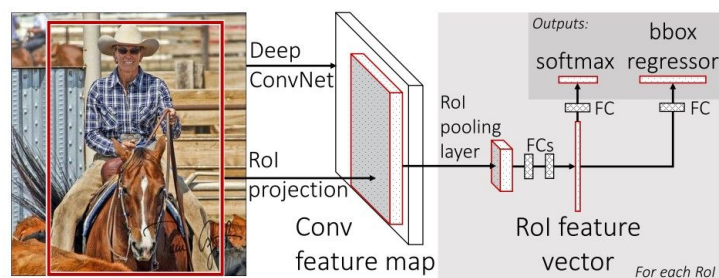 Deep
ConvNet
RoI
projection
Conv
feature map
RoI
pooling
layer
FCs
RoI feature
vector
For each RoI
Outputs:
softmax
bbox
regressor
FC
FC